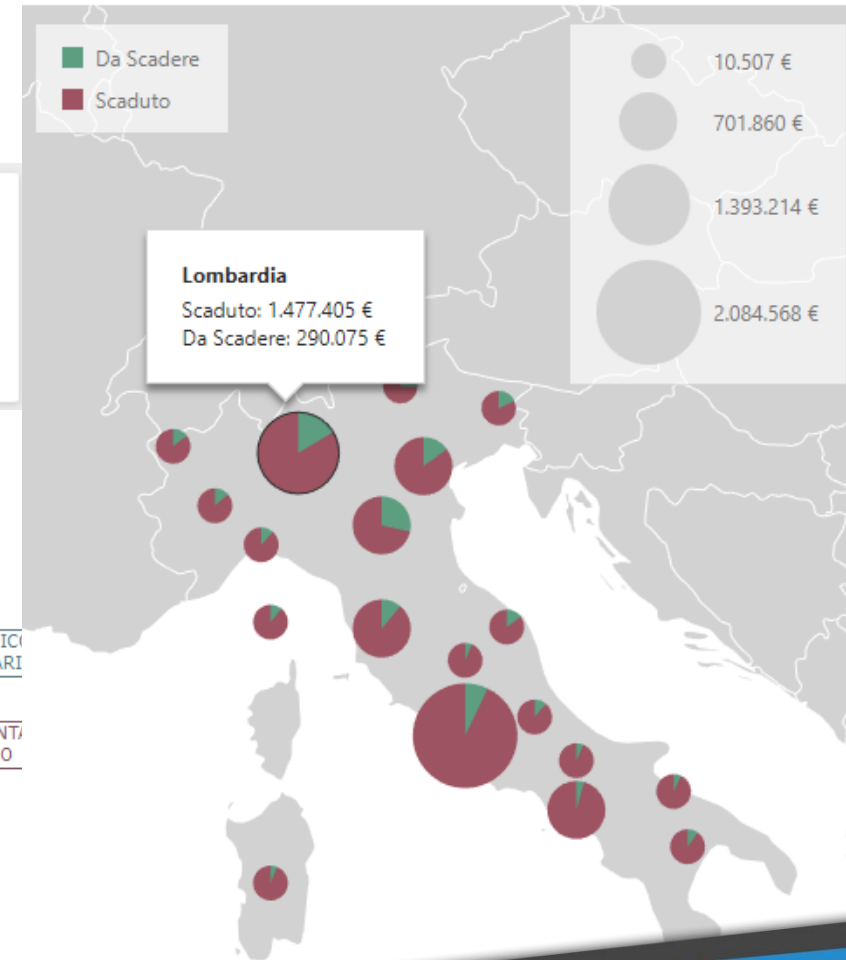 Da Scadere
Scaduto
10.507 €
701.860 €
1.393.214 €
2.084.568 €
Lombardia
Scaduto: 1.477.405 €
Da Scadere: 290.075 €